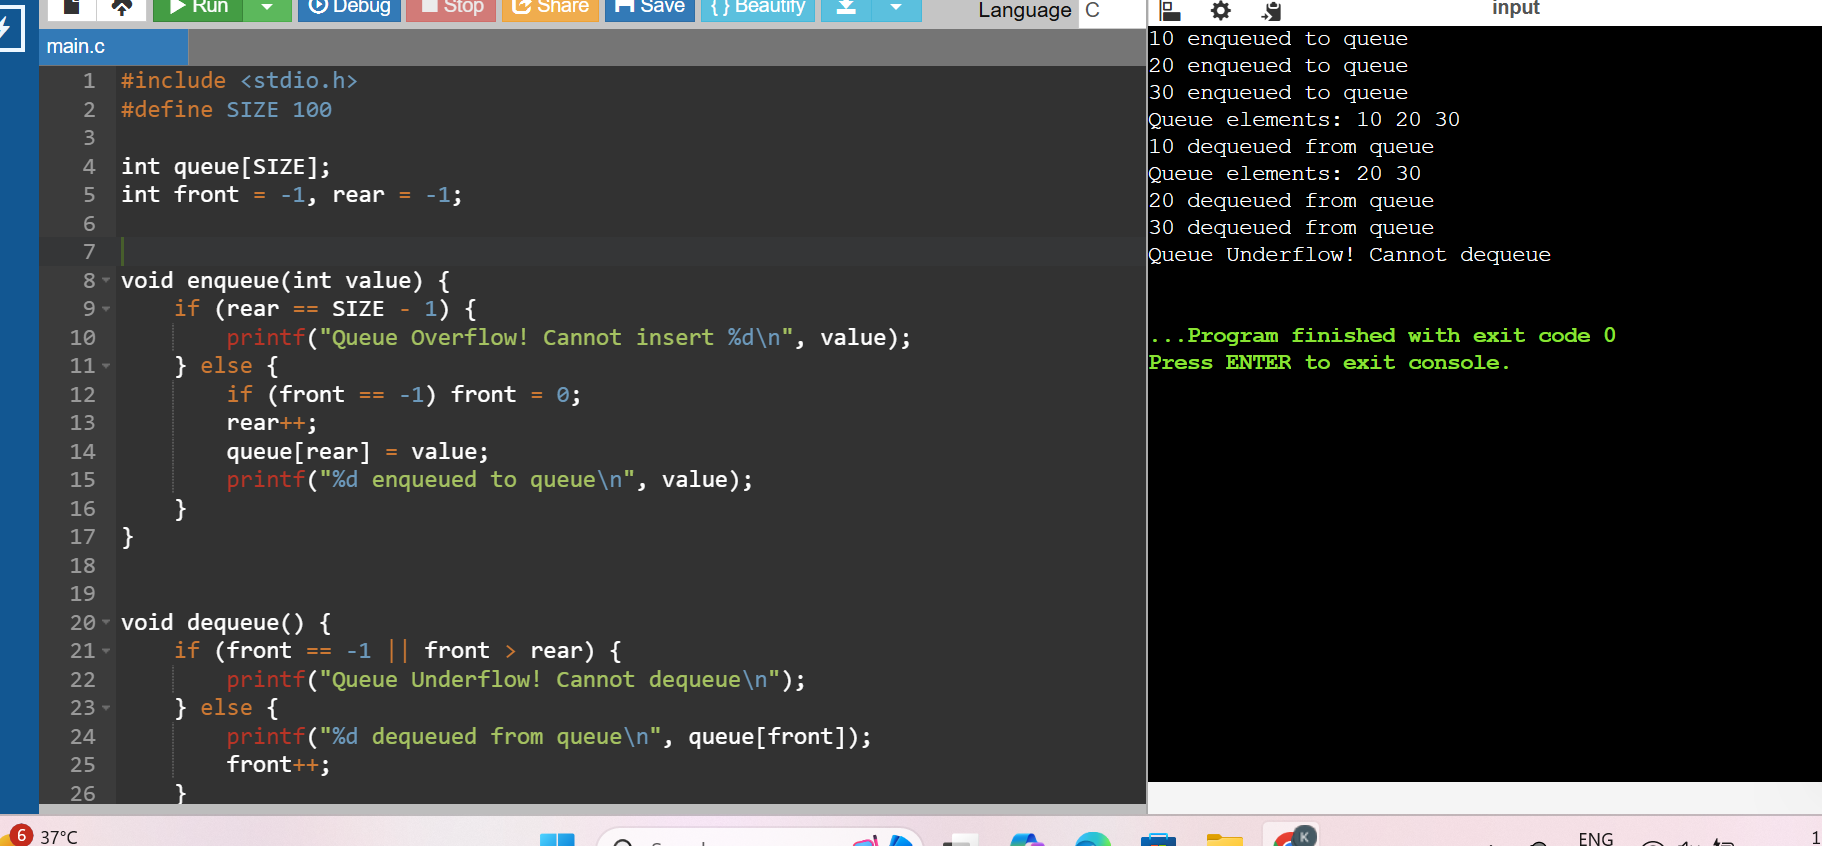 Run
Debug
Stop
Share
Save
{ } Beautify
Language C
input
main.c
1 #include <stdio.h>
2 #define SIZE 100
3
4 int queue[SIZE];
5 int front = -1, rear = -1;
6
7
8 void enqueue(int value) {
9 if (rear == SIZE - 1) {
10 printf("Queue Overflow! Cannot insert %d\n", value);
11 } else {
12 if (front == -1) front = 0;
13 rear++;
14 queue[rear] = value;
15 printf("%d enqueued to queue\n", value);
16 }
17 }
18
19
20 void dequeue() {
21 if (front == -1 || front > rear) {
22 printf("Queue Underflow! Cannot dequeue\n");
23 } else {
24 printf("%d dequeued from queue\n", queue[front]);
25 front++;
26 }
10 enqueued to queue
20 enqueued to queue
30 enqueued to queue
Queue elements: 10 20 30
10 dequeued from queue
Queue elements: 20 30
20 dequeued from queue
30 dequeued from queue
Queue Underflow! Cannot dequeue
...Program finished with exit code 0
Press ENTER to exit console.
6
37°C
K
ENG